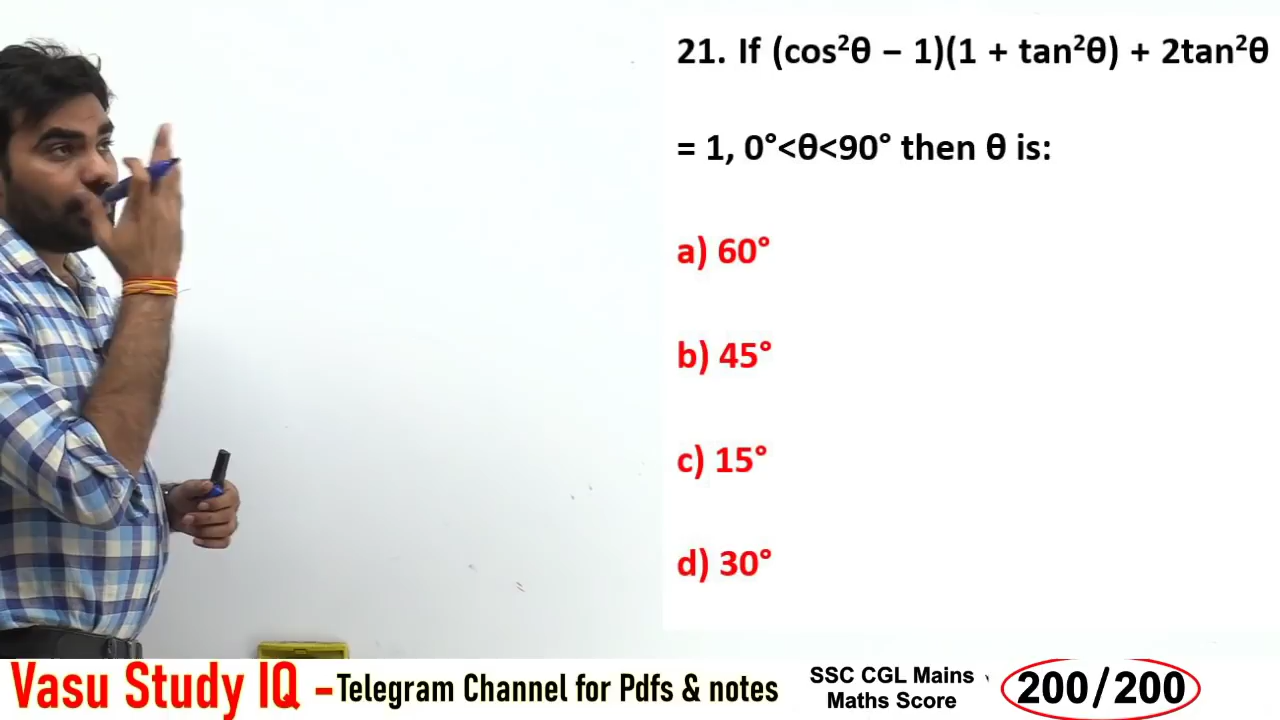 21. If (cos²θ − 1)(1 + tan²θ) + 2tan²θ
= 1, 0°<θ<90° then θ is:
a) 60°
b) 45°
c) 15°
d) 30°
Vasu Study IQ - Telegram Channel for Pdfs & notes
SSC CGL Mains
Maths Score
200/200